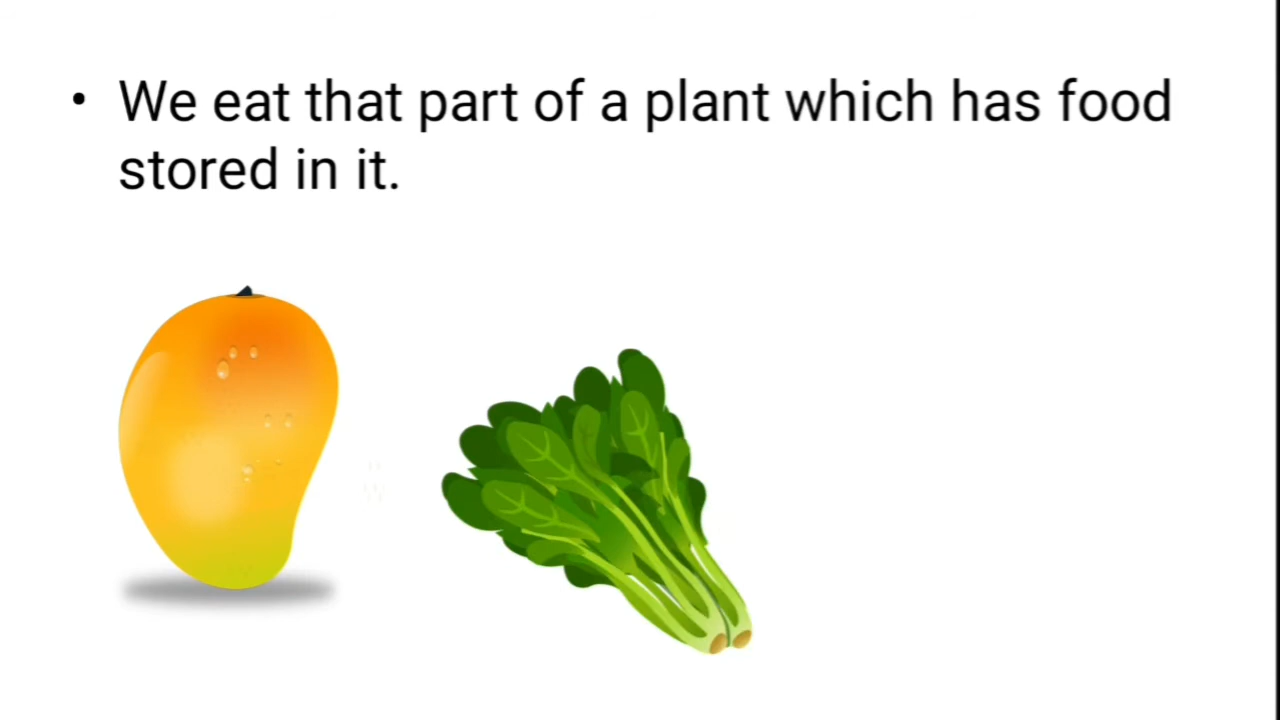 • We eat that part of a plant which has food
stored in it.